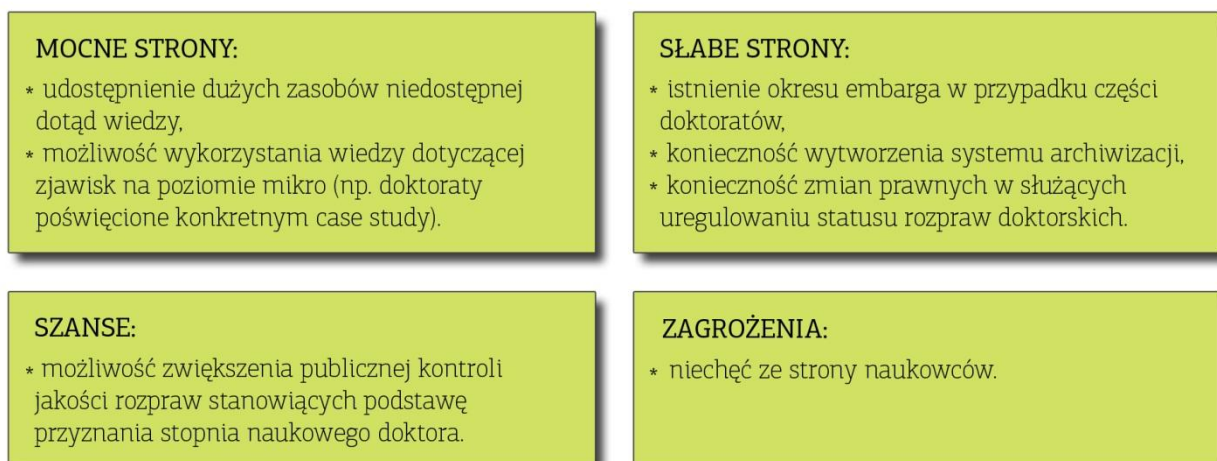 MOCNE STRONY:
* udostępnienie dużych zasobów niedostępnej
dotąd wiedzy,
* możliwość wykorzystania wiedzy dotyczącej
zjawisk na poziomie mikro (np. doktoraty
poświęcone konkretnym case study).
SŁABE STRONY:
* istnienie okresu embarga w przypadku części
doktoratów,
* konieczność wytworzenia systemu archiwizacji,
* konieczność zmian prawnych w służących
uregulowaniu statusu rozpraw doktorskich.
SZANSE:
* możliwość zwiększenia publicznej kontroli
jakości rozpraw stanowiących podstawę
przyznania stopnia naukowego doktora.
ZAGROŻENIA:
* niechęć ze strony naukowców.